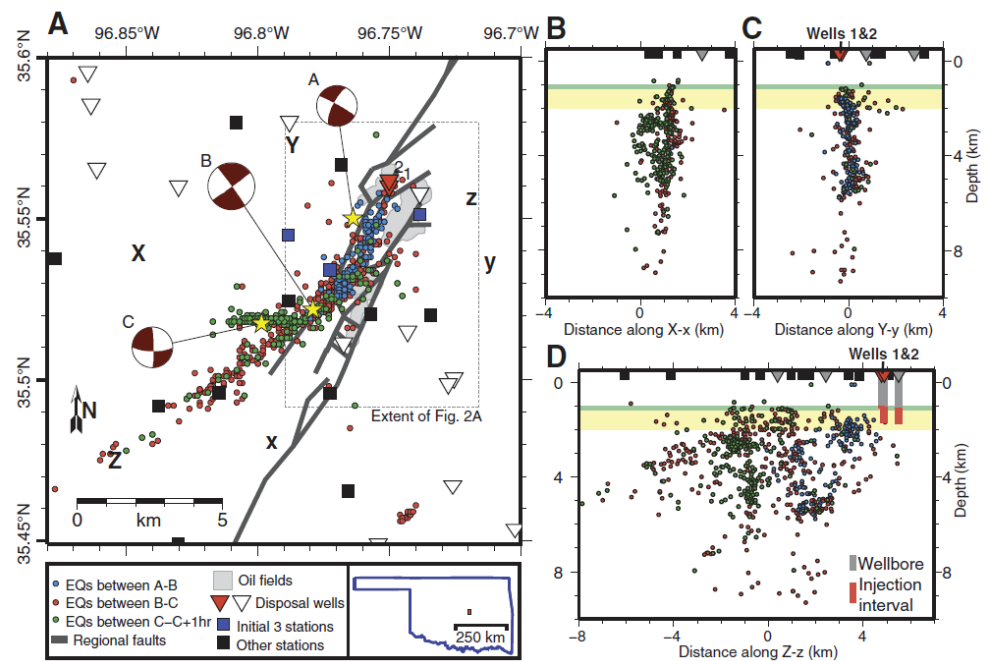 A
96.85°W 96.8°W 96.75°W 96.7°W
35.6°N
35.55°N
35.5°N
35.45°N
A
B
C
Y
z
X
y
x
Z
2
1
N
Extent of Fig. 2A
0 km 5
EQs between A-B
EQs between B-C
EQs between C–C+1hr
Regional faults
Oil fields
Disposal wells
Initial 3 stations
Other stations
250 km
B
−4 0 4
Distance along X-x (km)
C
Wells 1&2
0
4
8
Depth (km)
−4 0 4
Distance along Y-y (km)
D
Wells 1&2
0
4
8
0
4
8
Depth (km)
Wellbore
Injection
interval
−8 −4 0 4
Distance along Z-z (km)